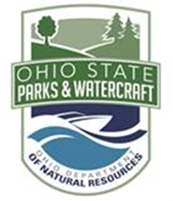 OHIO STATE
PARKS & WATERCRAFT
OHIO DEPARTMENT
OF NATURAL RESOURCES